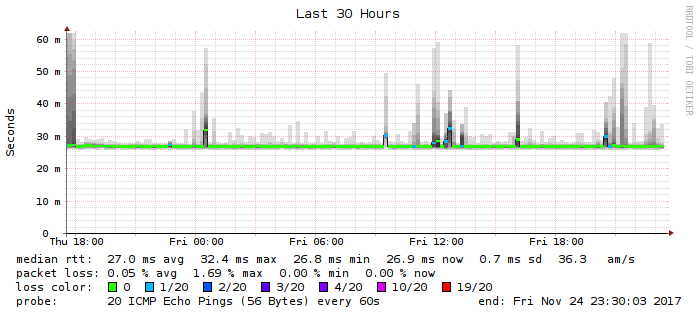 Last 30 Hours
RRDTOOL / TOBI OETIKER
Seconds
60 m
50 m
40 m
30 m
20 m
10 m
0
Thu 18:00 Fri 00:00 Fri 06:00 Fri 12:00 Fri 18:00
median rtt: 27.0 ms avg 32.4 ms max 26.8 ms min 26.9 ms now 0.7 ms sd 36.3 am/s
packet loss: 0.05 % avg 1.69 % max 0.00 % min 0.00 % now
loss color: 0 1/20 2/20 3/20 4/20 10/20 19/20
probe: 20 ICMP Echo Pings (56 Bytes) every 60s end: Fri Nov 24 23:30:03 2017